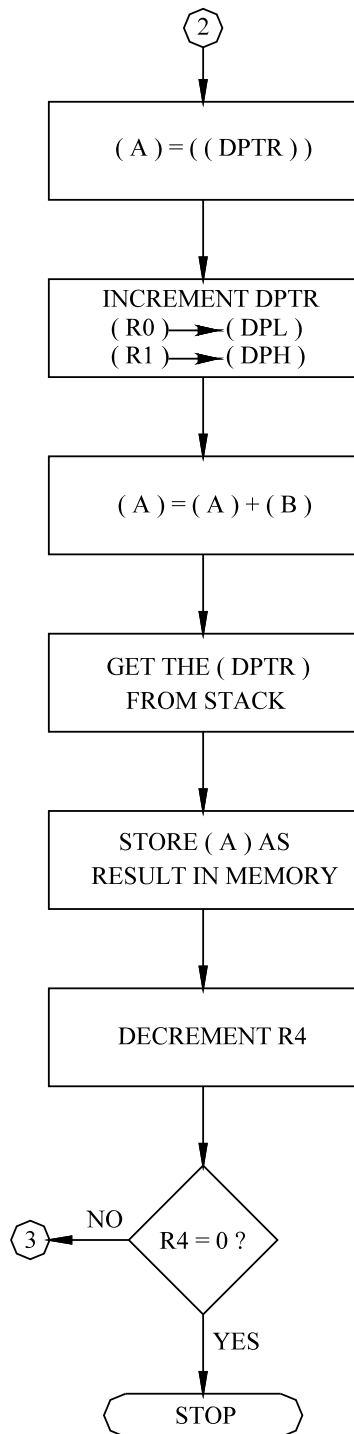 2
( A ) = ( ( DPTR ) )
INCREMENT DPTR
( R0 ) ( DPL )
( R1 ) ( DPH )
( A ) = ( A ) + ( B )
GET THE ( DPTR )
FROM STACK
STORE ( A ) AS
RESULT IN MEMORY
DECREMENT R4
R4 = 0 ?
NO
3
YES
STOP